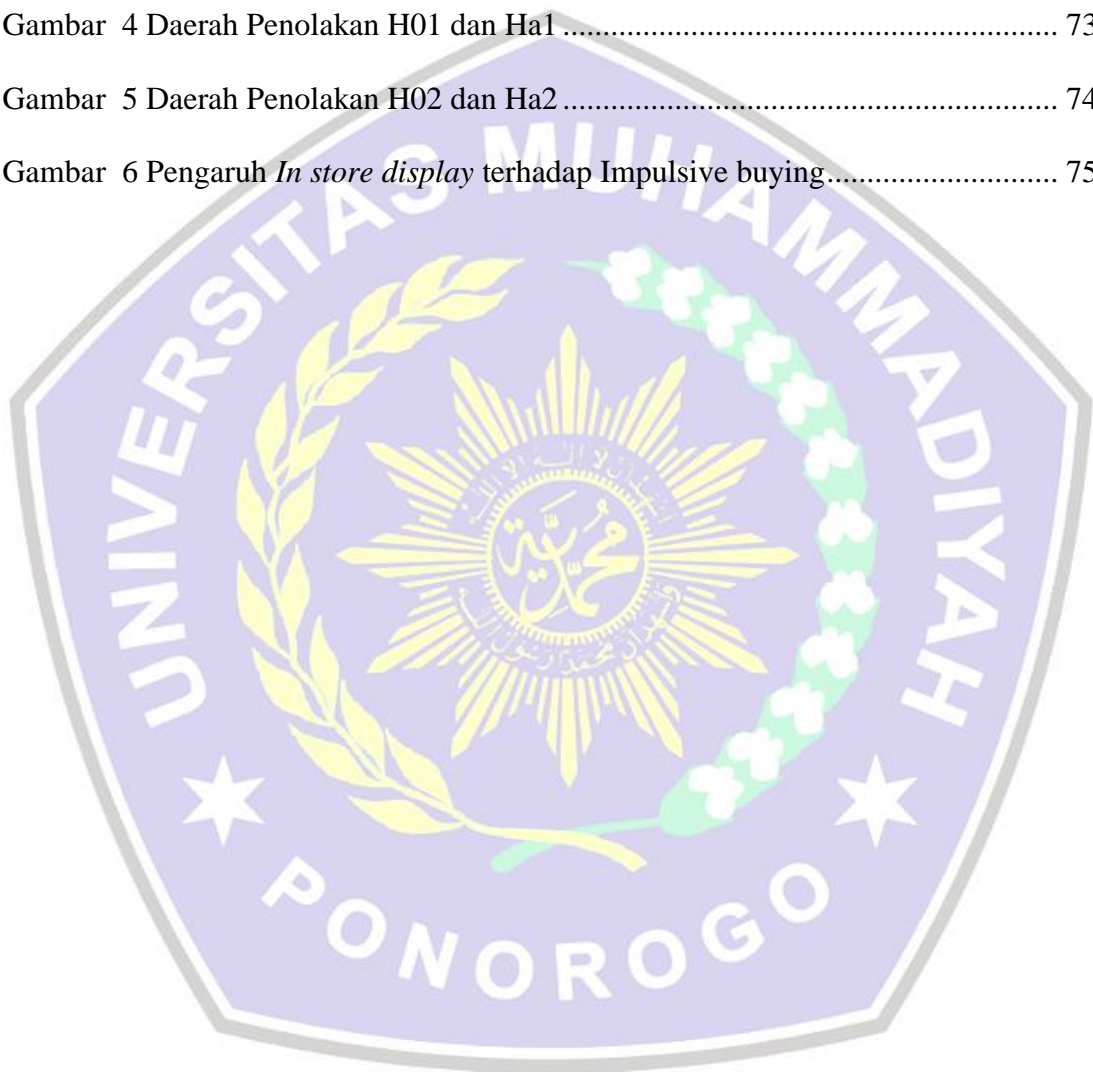 Gambar 4 Daerah Penolakan H01 dan Ha1 ........................................................... 73
Gambar 5 Daerah Penolakan H02 dan Ha2 ........................................................... 74
Gambar 6 Pengaruh In store display terhadap Impulsive buying ........................... 75
UNIVERSITAS MUHAMMADIYAH
PONOROGO
محمدية